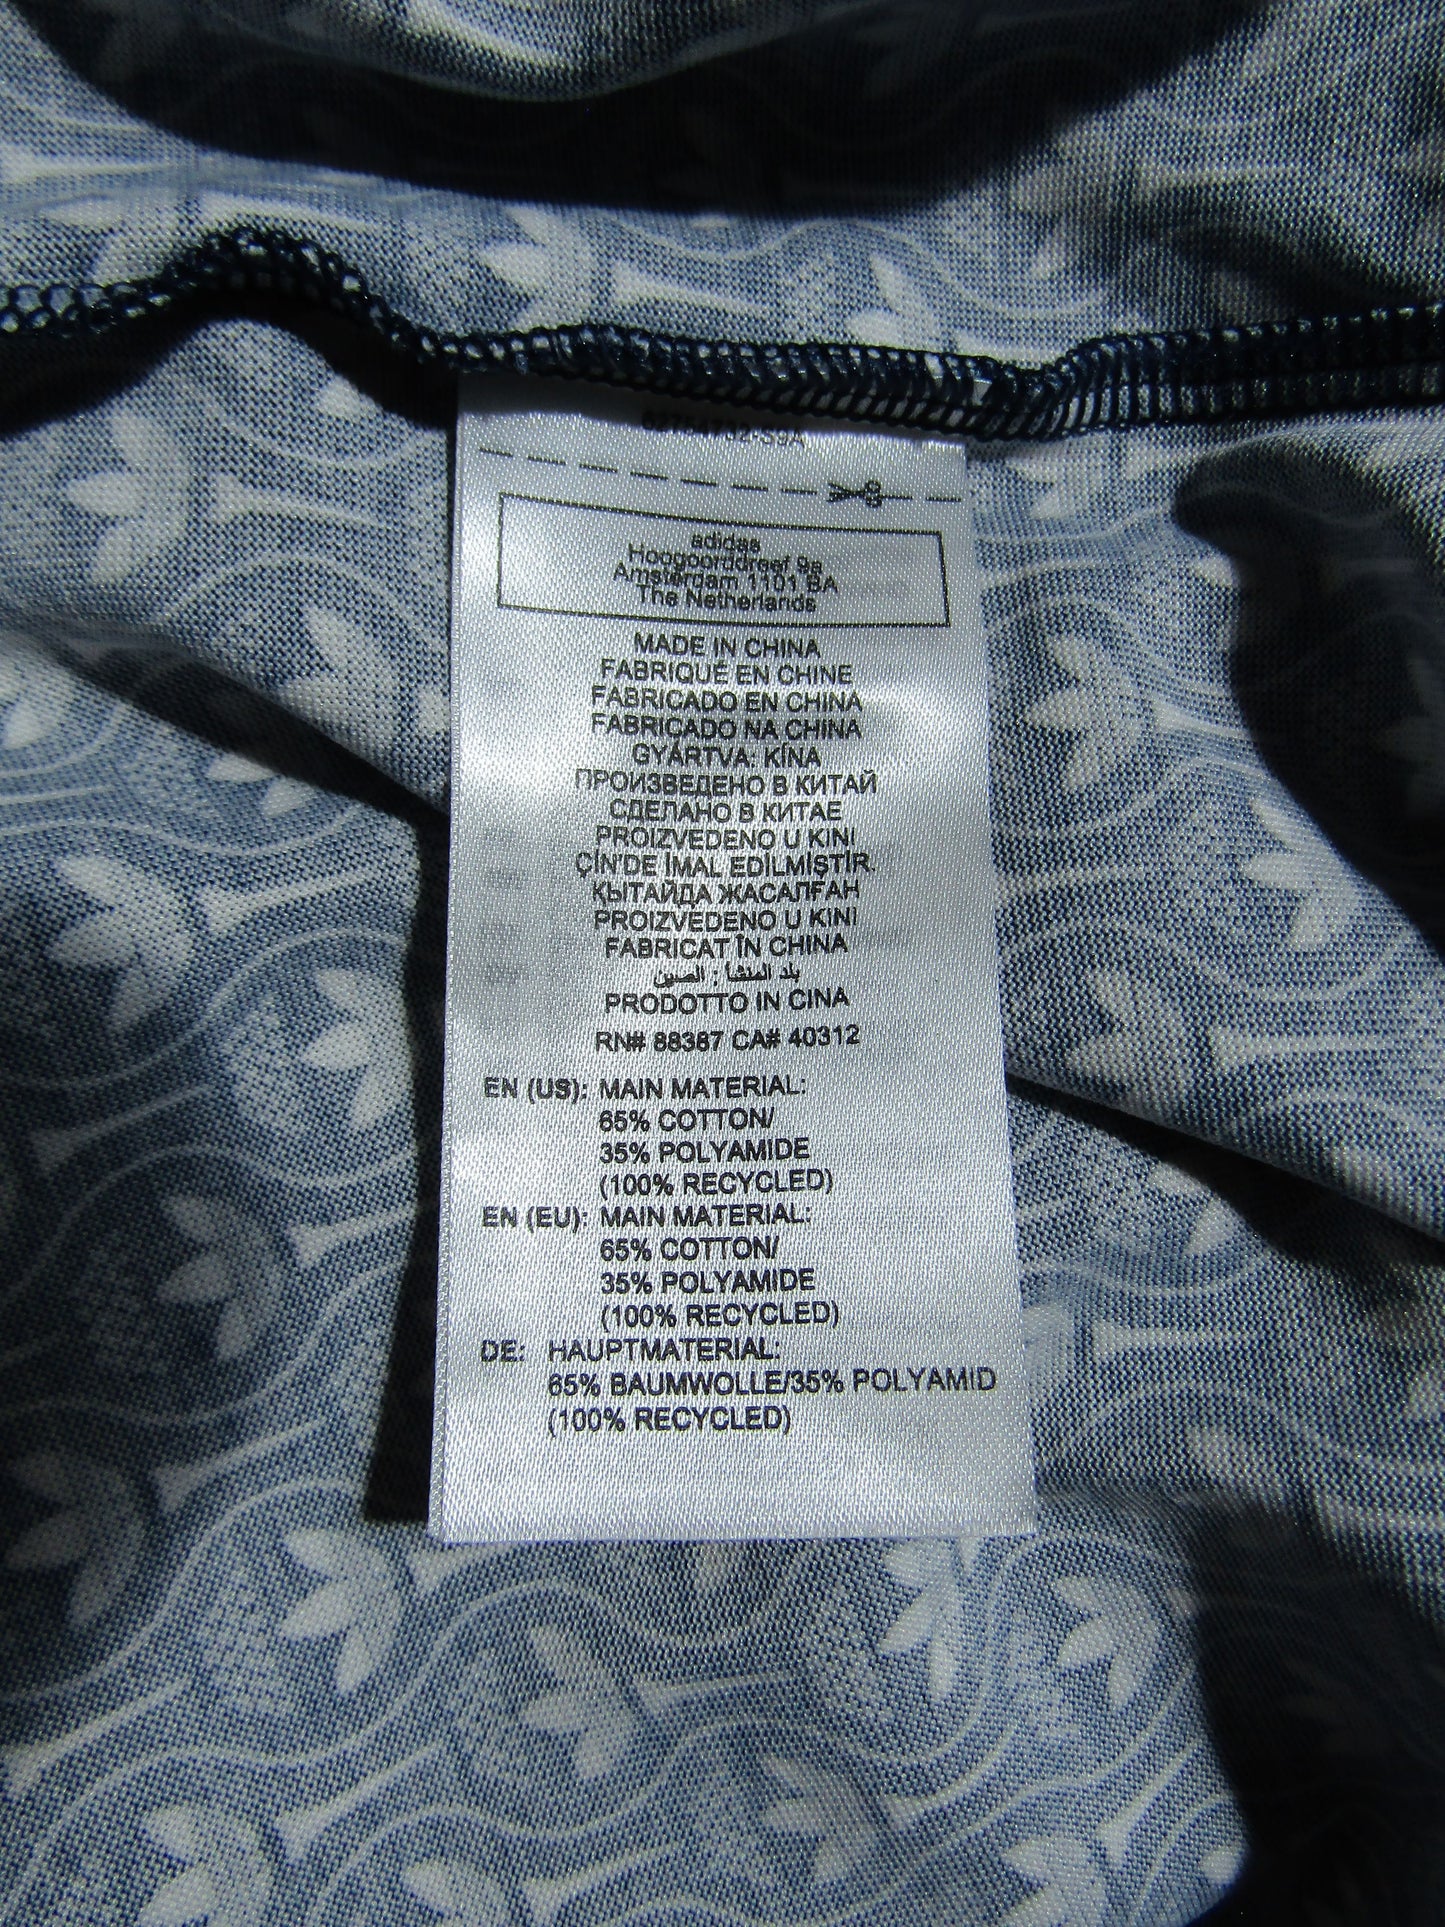 adidas
Hoogoorddreef 9a
Amsterdam 1101 BA
The Netherlands
MADE IN CHINA
FABRIQUÉ EN CHINE
FABRICADO EN CHINA
FABRICADO NA CHINA
GYÁRTVA: KÍNA
ПРОИЗВЕДЕНО В КИТАЙ
СДЕЛАНО В КИТАЕ
PROIZVEDENO U KINI
ÇİN'DE İMAL EDİLMİŞTİR.
ҚЫТАЙДА ЖАСАЛҒАН
PROIZVEDENO U KINI
FABRICAT ÎN CHINA
بلد المنشأ : الصين
PRODOTTO IN CINA
RN# 88387 CA# 40312
EN (US): MAIN MATERIAL:
65% COTTON/
35% POLYAMIDE
(100% RECYCLED)
EN (EU): MAIN MATERIAL:
65% COTTON/
35% POLYAMIDE
(100% RECYCLED)
DE: HAUPTMATERIAL:
65% BAUMWOLLE/35% POLYAMID
(100% RECYCLED)